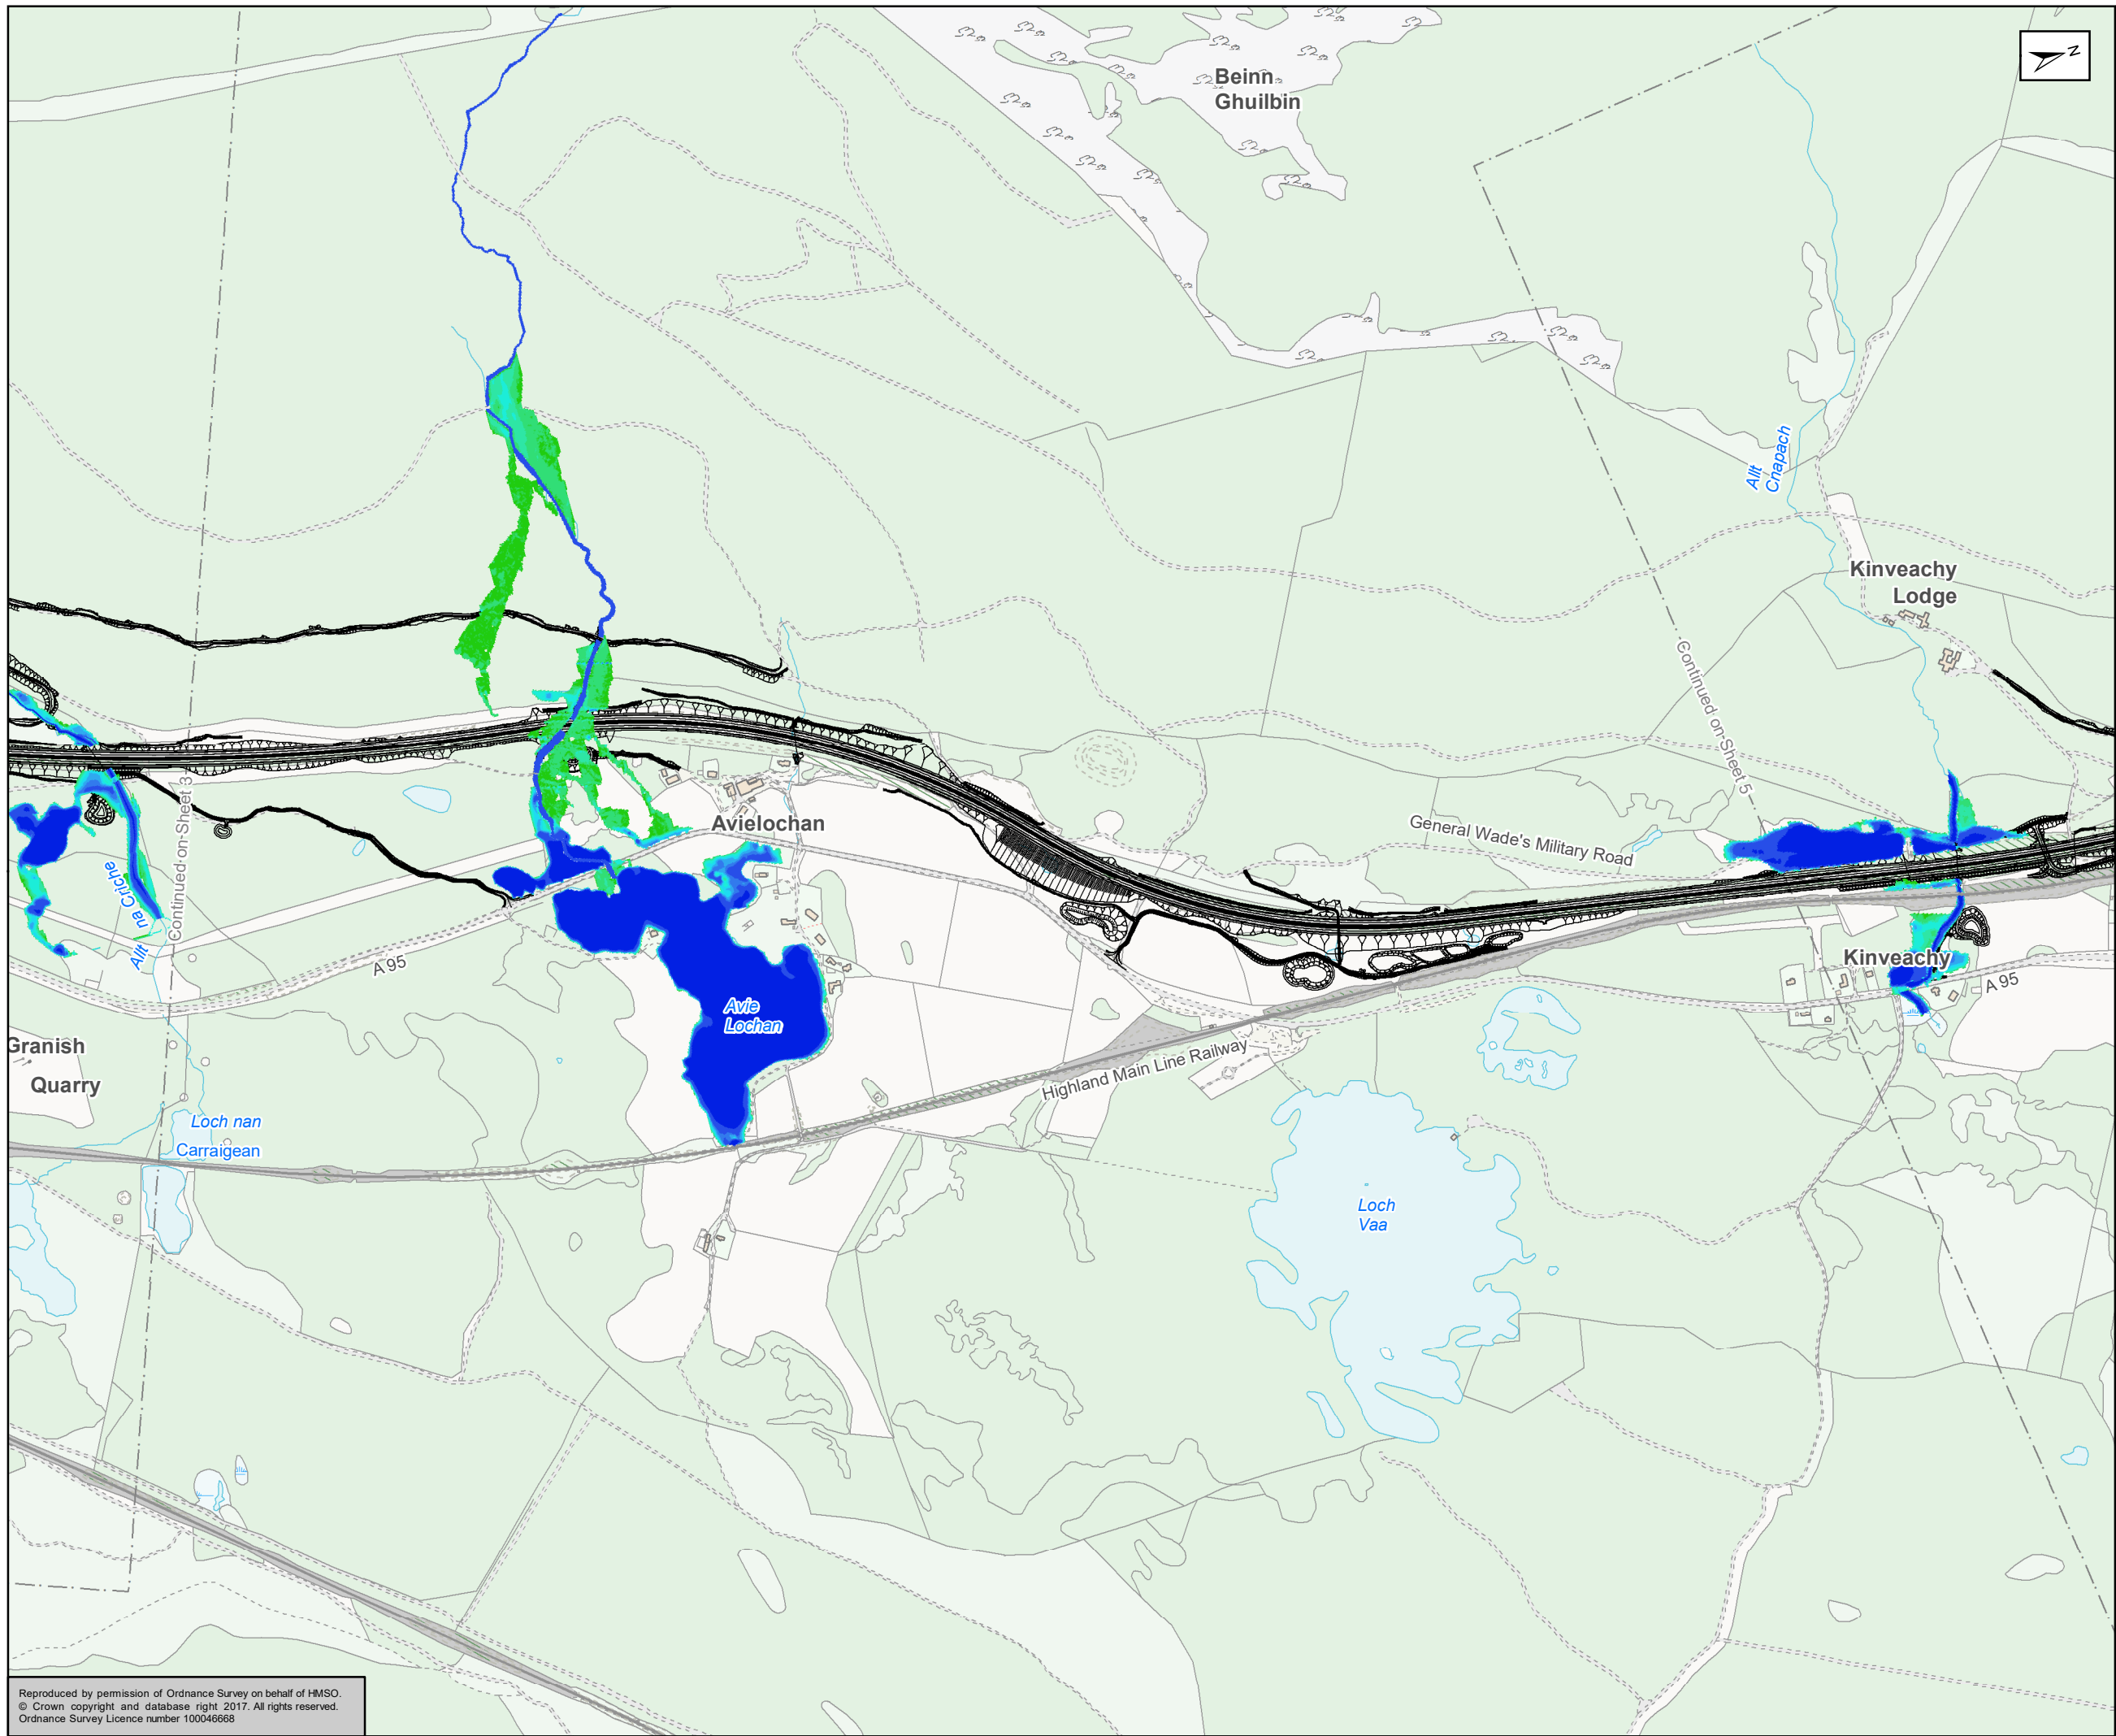 Z
Beinn
Ghuilbin
Allt
Cnapach
Kinveachy
Lodge
Continued on Sheet 5
Continued on Sheet 3
General Wade's Military Road
Avielochan
Allt na Criche
A 95
Kinveachy
A 95
Avie
Lochan
Granish
Quarry
Highland Main Line Railway
Loch nan
Carraigean
Loch
Vaa
Reproduced by permission of Ordnance Survey on behalf of HMSO.
© Crown copyright and database right 2017. All rights reserved.
Ordnance Survey Licence number 100046668